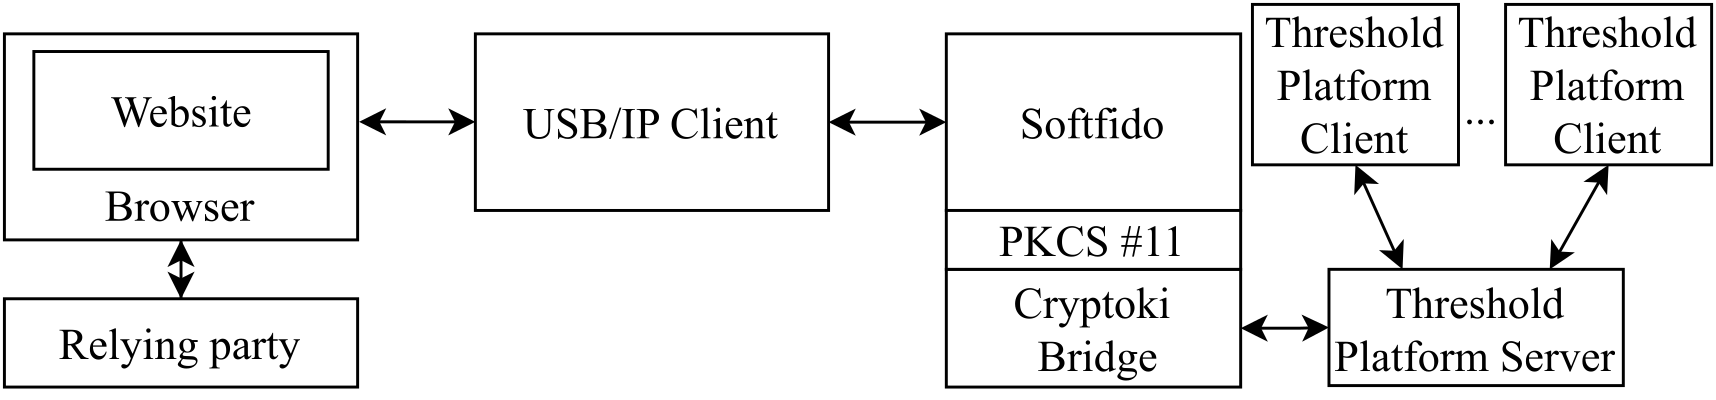 Website
Browser
Relying party
USB/IP Client
Softfido
PKCS #11
Cryptoki
Bridge
Threshold
Platform
Client
...
Threshold
Platform
Client
Threshold
Platform Server